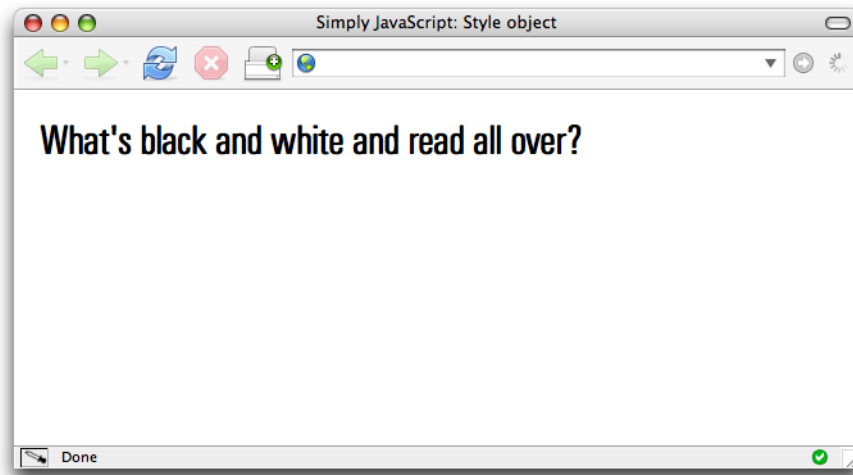 Simply JavaScript: Style object
What's black and white and read all over?
Done